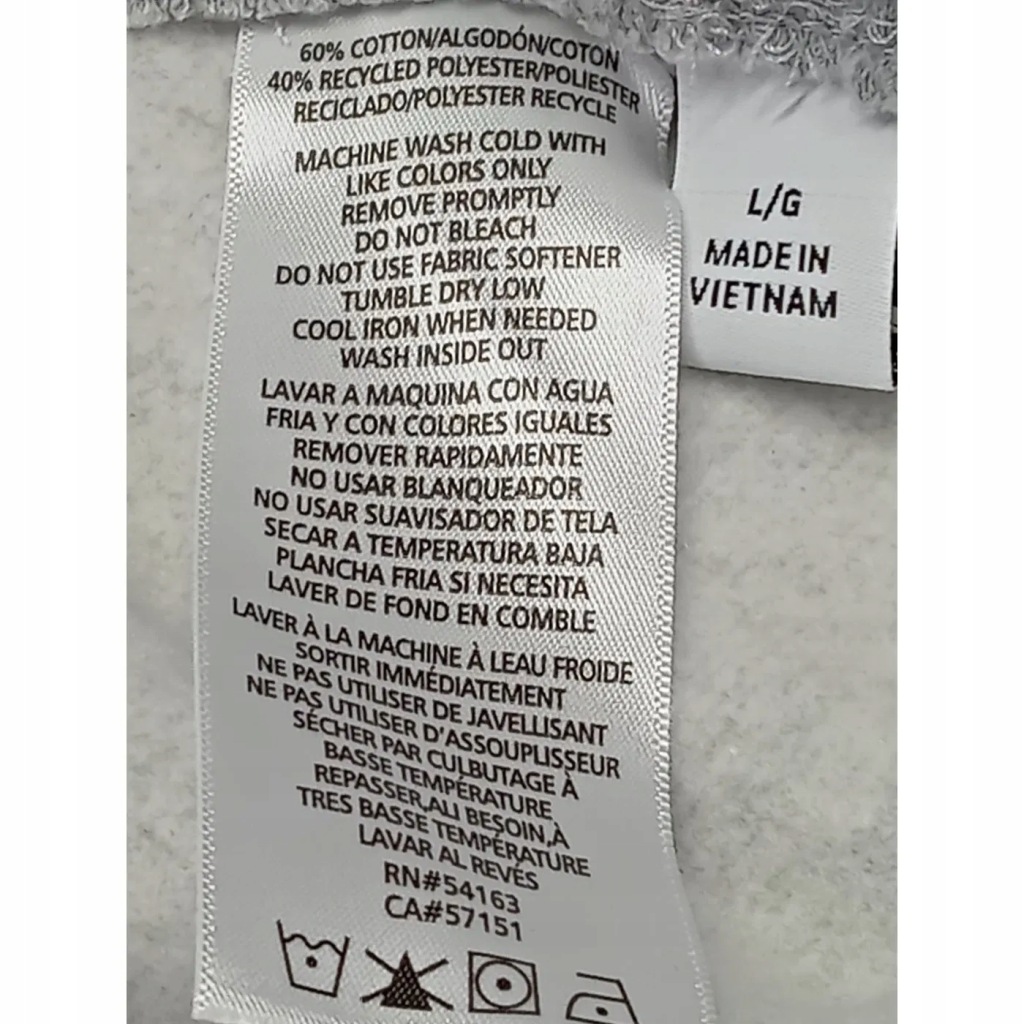 60% COTTON/ALGODÓN/COTON
40% RECYCLED POLYESTER/POLIESTER
RECICLADO/POLYESTER RECYCLE
MACHINE WASH COLD WITH
LIKE COLORS ONLY
REMOVE PROMPTLY
DO NOT BLEACH
DO NOT USE FABRIC SOFTENER
TUMBLE DRY LOW
COOL IRON WHEN NEEDED
WASH INSIDE OUT
LAVAR A MAQUINA CON AGUA
FRIA Y CON COLORES IGUALES
REMOVER RAPIDAMENTE
NO USAR BLANQUEADOR
NO USAR SUAVISADOR DE TELA
SECAR A TEMPERATURA BAJA
PLANCHA FRIA SI NECESITA
LAVER DE FOND EN COMBLE
LAVER À LA MACHINE À LEAU FROIDE
SORTIR IMMÉDIATEMENT
NE PAS UTILISER DE JAVELLISANT
NE PAS UTILISER D'ASSOUPLISSEUR
SÉCHER PAR CULBUTAGE À
BASSE TEMPÉRATURE
REPASSER,AU BESOIN,À
TRES BASSE TEMPÉRATURE
LAVAR AL REVÉS
RN#54163
CA#57151
L/G
MADE IN
VIETNAM